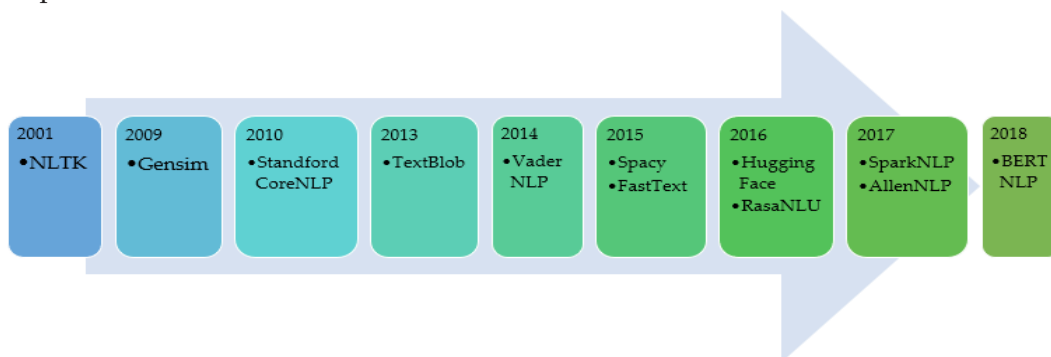 2001
•NLTK
2009
•Gensim
2010
•Standford
CoreNLP
2013
•TextBlob
2014
•Vader
NLP
2015
•Spacy
•FastText
2016
•Hugging
Face
•RasaNLU
2017
•SparkNLP
•AllenNLP
2018
•BERT
NLP